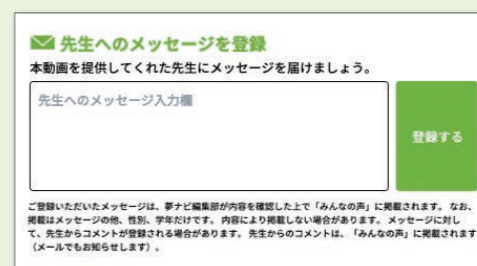 先生へのメッセージを登録
本動画を提供してくれた先生にメッセージを届けましょう。
先生へのメッセージ入力欄
登録する
ご登録いただいたメッセージは、夢ナビ編集部が内容を確認した上で「みんなの声」に掲載されます。なお、
掲載はメッセージの他、性別、学年だけです。内容により掲載しない場合があります。メッセージに対し
て、先生からコメントが登録される場合があります。先生からのコメントは、「みんなの声」に掲載されます
（メールでもお知らせします）。